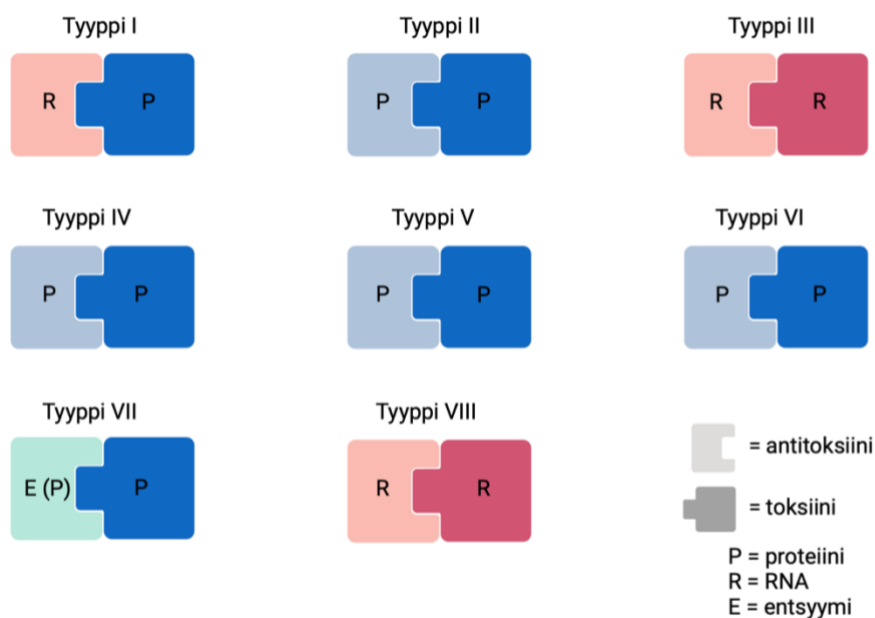 Tyyppi I
Tyyppi II
Tyyppi III
R P
P P
R R
Tyyppi IV
Tyyppi V
Tyyppi VI
P P
P P
P P
Tyyppi VII
Tyyppi VIII
E (P) P
R R
= antitoksiini
= toksiini
P = proteiini
R = RNA
E = entsyymi